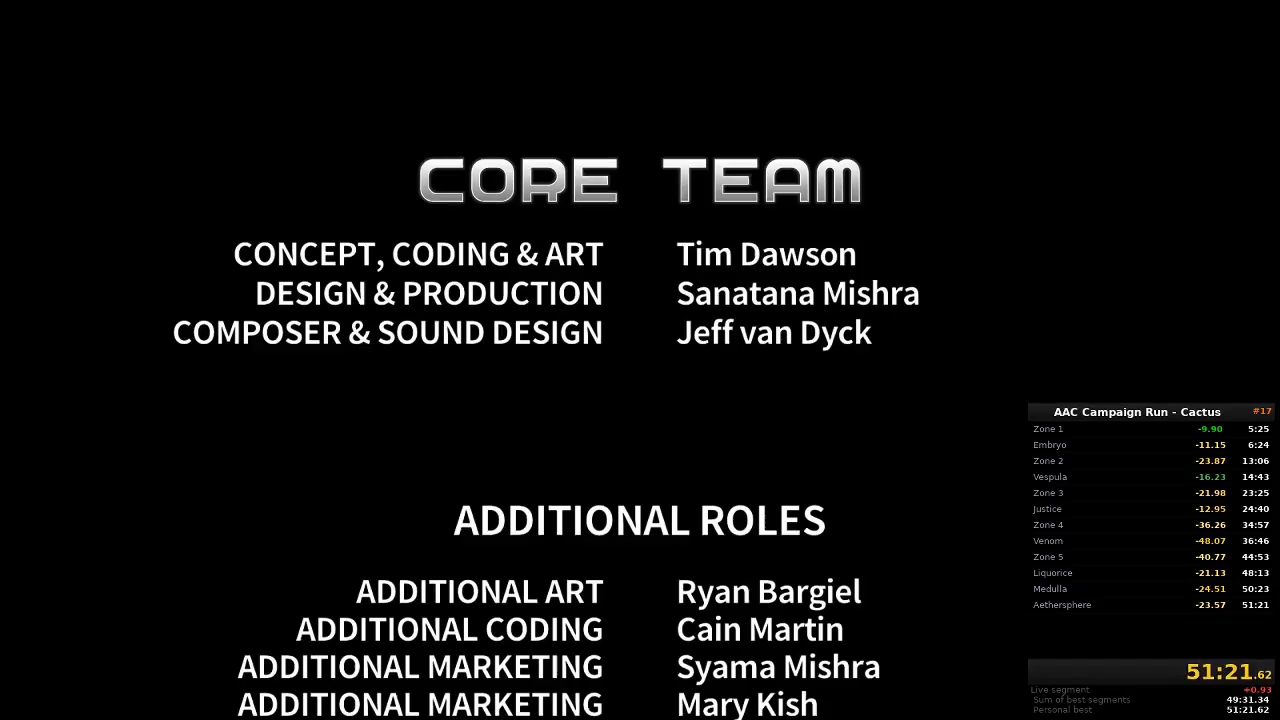 CORE TEAM
CONCEPT, CODING & ART Tim Dawson
DESIGN & PRODUCTION Sanatana Mishra
COMPOSER & SOUND DESIGN Jeff van Dyck
ADDITIONAL ROLES
ADDITIONAL ART Ryan Bargiel
ADDITIONAL CODING Cain Martin
ADDITIONAL MARKETING Syama Mishra
ADDITIONAL MARKETING Mary Kish
AAC Campaign Run - Cactus #17
Zone 1 -9.90 5:25
Embryo -11.15 6:24
Zone 2 -23.87 13:06
Vespula -16.23 14:43
Zone 3 -21.98 23:25
Justice -12.95 24:40
Zone 4 -36.26 34:57
Venom -48.07 36:46
Zone 5 -40.77 44:53
Liquorice -21.13 48:13
Medulla -24.51 50:23
Aethersphere -23.57 51:21
51:21.62
Live segment +0.93
Sum of best segments 49:31.34
Personal best 51:21.62